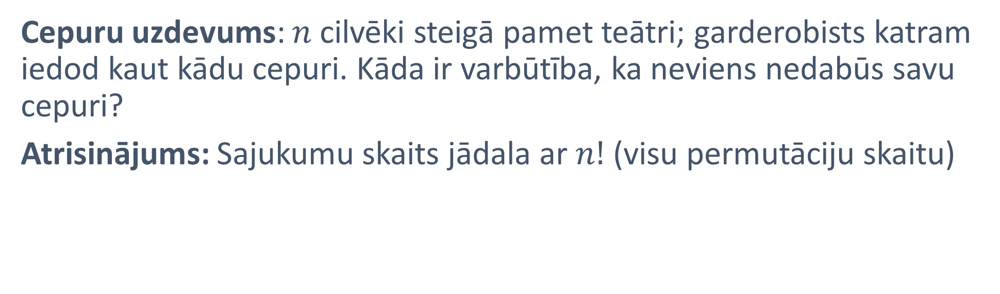 Cepuru uzdevums: n cilvēki steigā pamet teātri; garderobists katram
iedod kaut kādu cepuri. Kāda ir varbūtība, ka neviens nedabūs savu
cepuri?
Atrisinājums: Sajukumu skaits jādala ar n! (visu permutāciju skaitu)